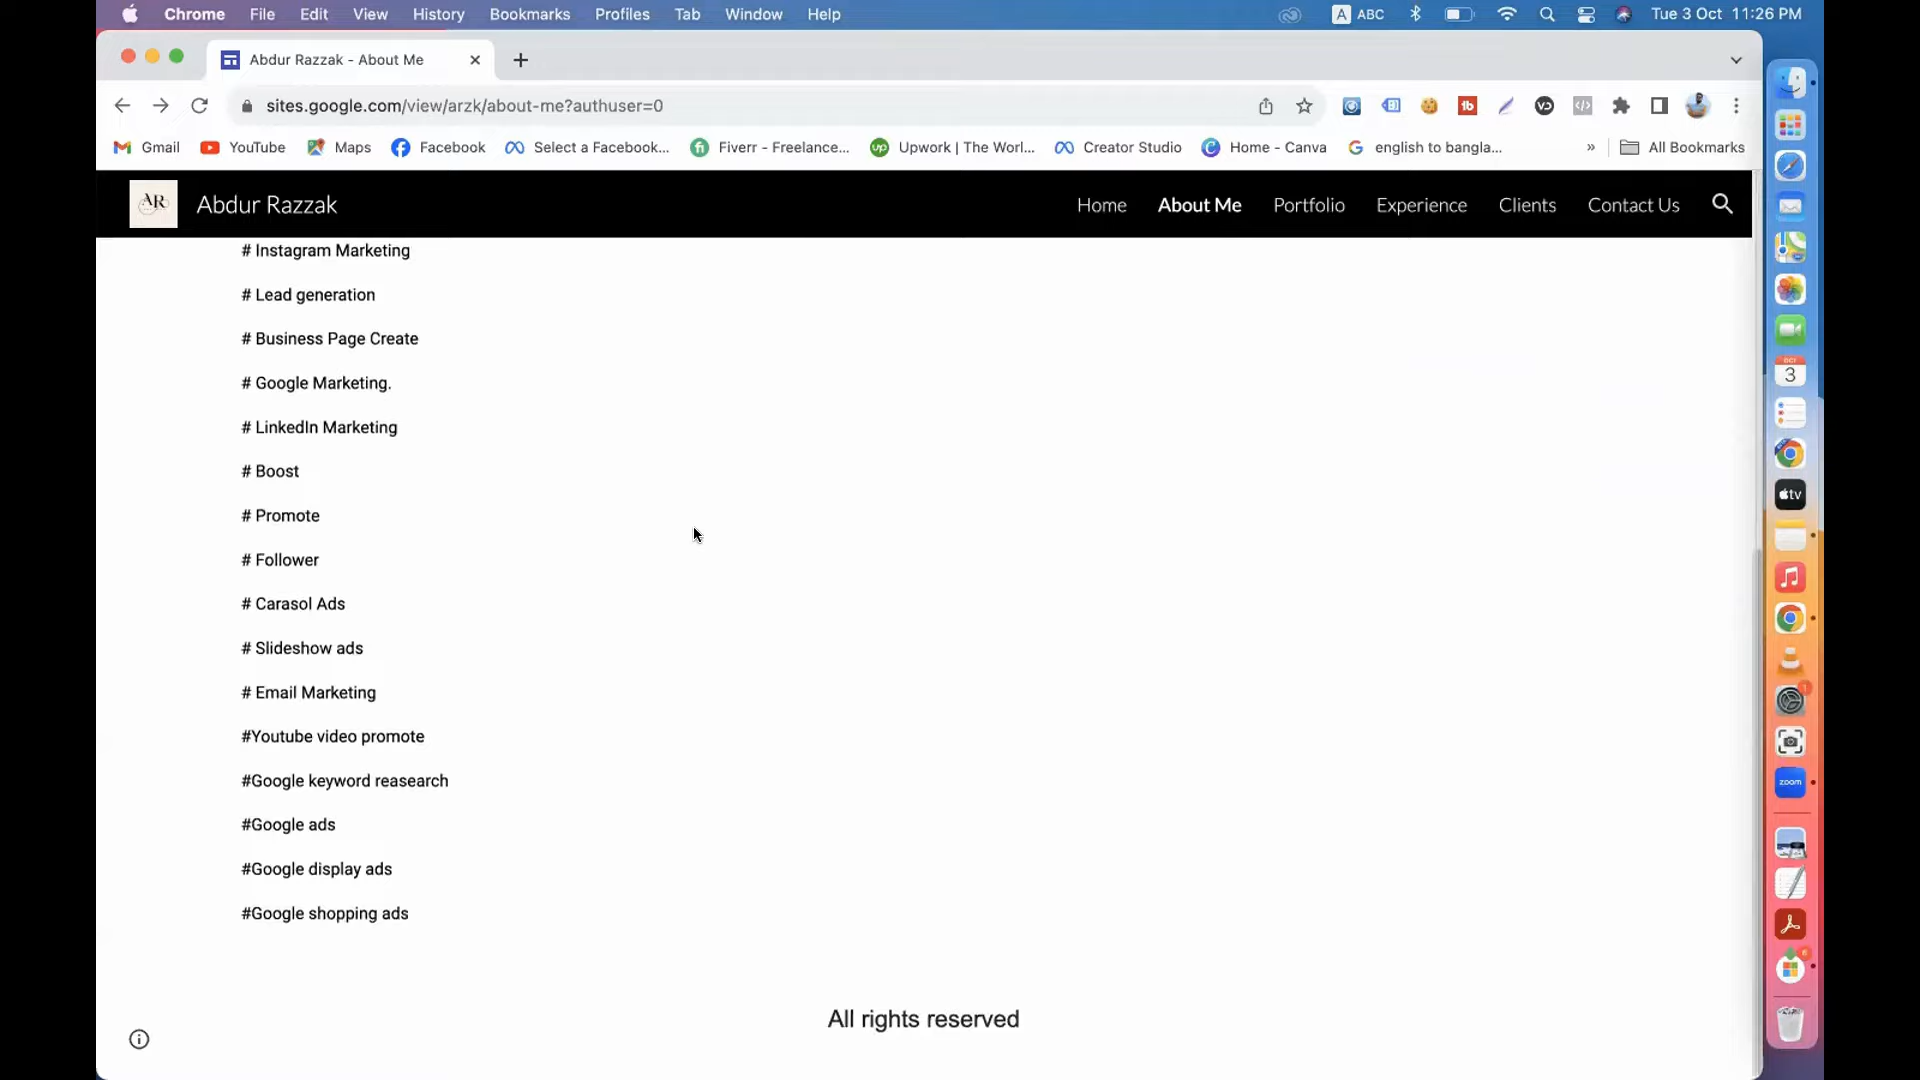 Chrome File Edit View History Bookmarks Profiles Tab Window Help
A ABC Tue 3 Oct 11:26 PM
Abdur Razzak - About Me
sites.google.com/view/arzk/about-me?authuser=0
Gmail YouTube Maps Facebook Select a Facebook... Fiverr - Freelance... Upwork | The Worl... Creator Studio Home - Canva english to bangla... » All Bookmarks
AR Abdur Razzak Home About Me Portfolio Experience Clients Contact Us
# Instagram Marketing
# Lead generation
# Business Page Create
# Google Marketing.
# LinkedIn Marketing
# Boost
# Promote
# Follower
# Carasol Ads
# Slideshow ads
# Email Marketing
#Youtube video promote
#Google keyword reasearch
#Google ads
#Google display ads
#Google shopping ads
All rights reserved
OCT
3
tv
zoom